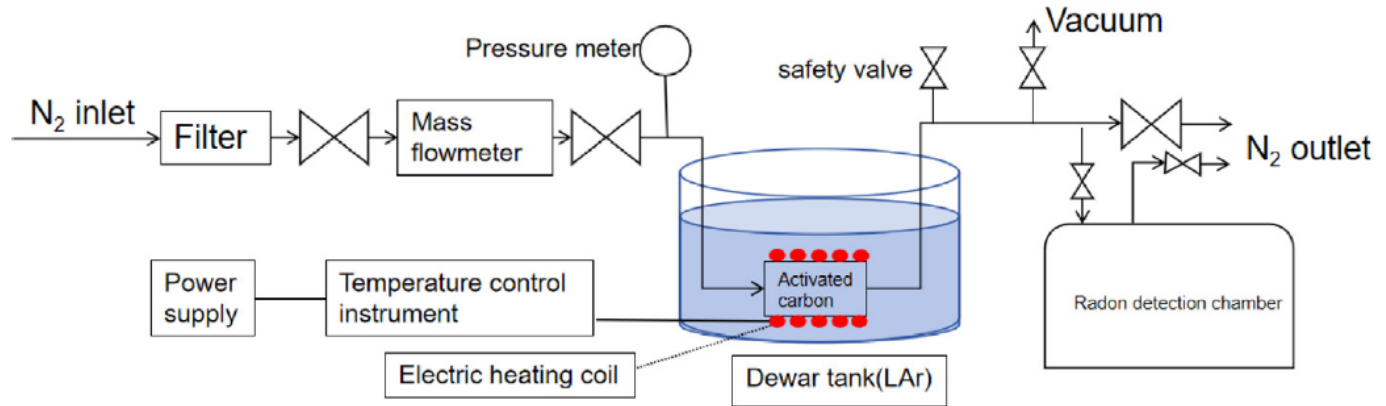 Vacuum
Pressure meter
safety valve
N₂ inlet
Filter
Mass
flowmeter
N₂ outlet
Power
supply
Temperature control
instrument
Activated
carbon
Radon detection chamber
Electric heating coil
Dewar tank(LAr)